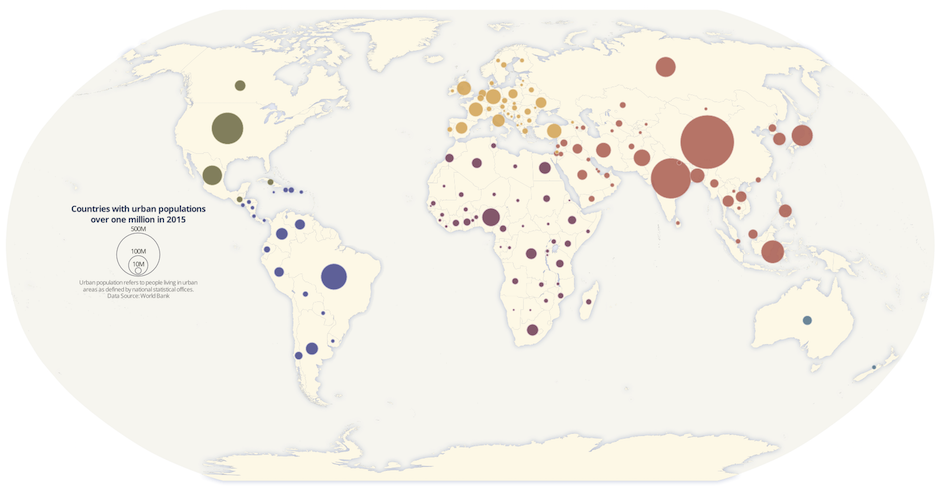 Countries with urban populations
over one million in 2015
500M
100M
10M
Urban population refers to people living in urban
areas as defined by national statistical offices.
Data Source: World Bank